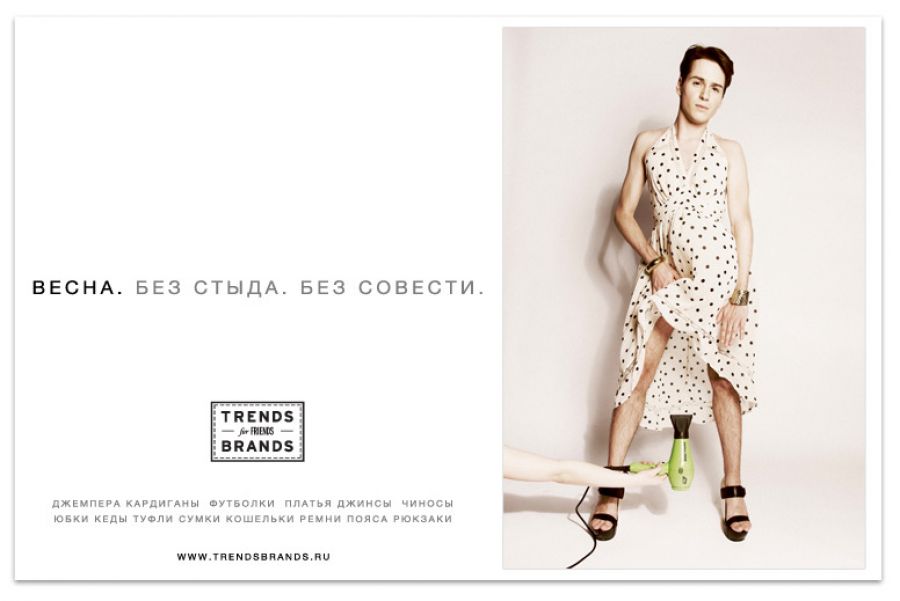 ВЕСНА. БЕЗ СТЫДА. БЕЗ СОВЕСТИ.
TRENDS
for FRIENDS
BRANDS
ДЖЕМПЕРА КАРДИГАНЫ ФУТБОЛКИ ПЛАТЬЯ ДЖИНСЫ ЧИНОСЫ
ЮБКИ КЕДЫ ТУФЛИ СУМКИ КОШЕЛЬКИ РЕМНИ ПОЯСА РЮКЗАКИ
WWW.TRENDSBRANDS.RU